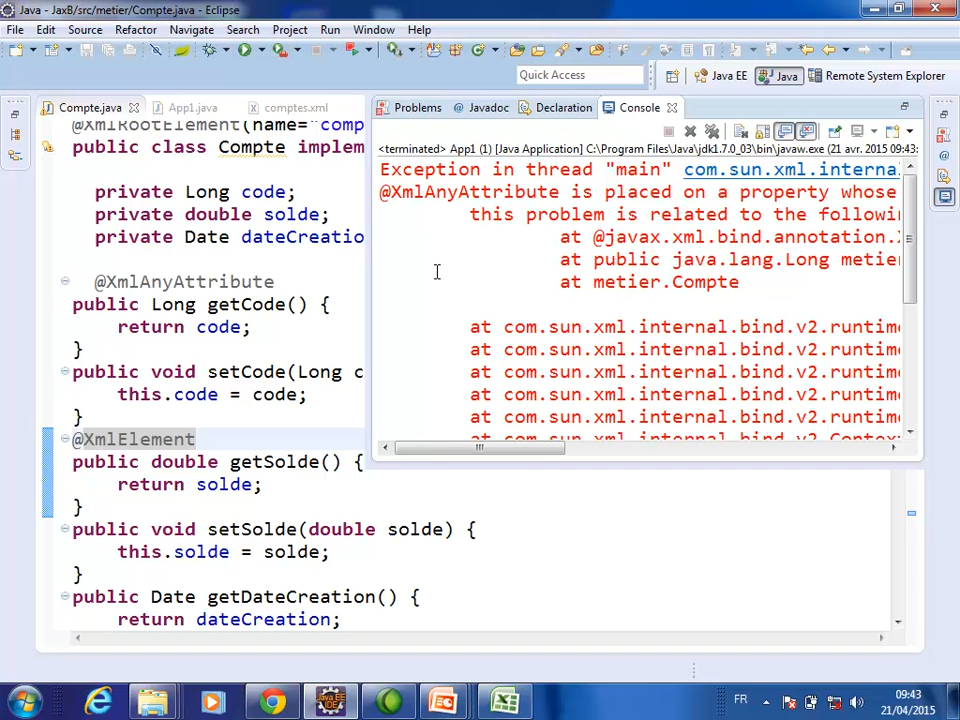 Java - JaxB/src/metier/Compte.java - Eclipse
File Edit Source Refactor Navigate Search Project Run Window Help
Quick Access
Java EE
Java
Remote System Explorer
Compte.java
App1.java
comptes.xml
@XmlRootElement(name="comp
public class Compte implem
private Long code;
private double solde;
private Date dateCreatio
@XmlAnyAttribute
public Long getCode() {
return code;
}
public void setCode(Long c
this.code = code;
}
@XmlElement
public double getSolde() {
return solde;
}
public void setSolde(double solde) {
this.solde = solde;
}
public Date getDateCreation() {
return dateCreation;
Problems
@ Javadoc
Declaration
Console
<terminated> App1 (1) [Java Application] C:\Program Files\Java\jdk1.7.0_03\bin\javaw.exe (21 avr. 2015 09:43:
Exception in thread "main" com.sun.xml.interna
@XmlAnyAttribute is placed on a property whose
this problem is related to the followin
at @javax.xml.bind.annotation.
at public java.lang.Long metier
at metier.Compte
at com.sun.xml.internal.bind.v2.runtime
at com.sun.xml.internal.bind.v2.runtime
at com.sun.xml.internal.bind.v2.runtime
at com.sun.xml.internal.bind.v2.runtime
at com.sun.xml.internal.bind.v2.runtime
at com.sun.xml.internal.bind.v2.Context
FR
09:43
21/04/2015